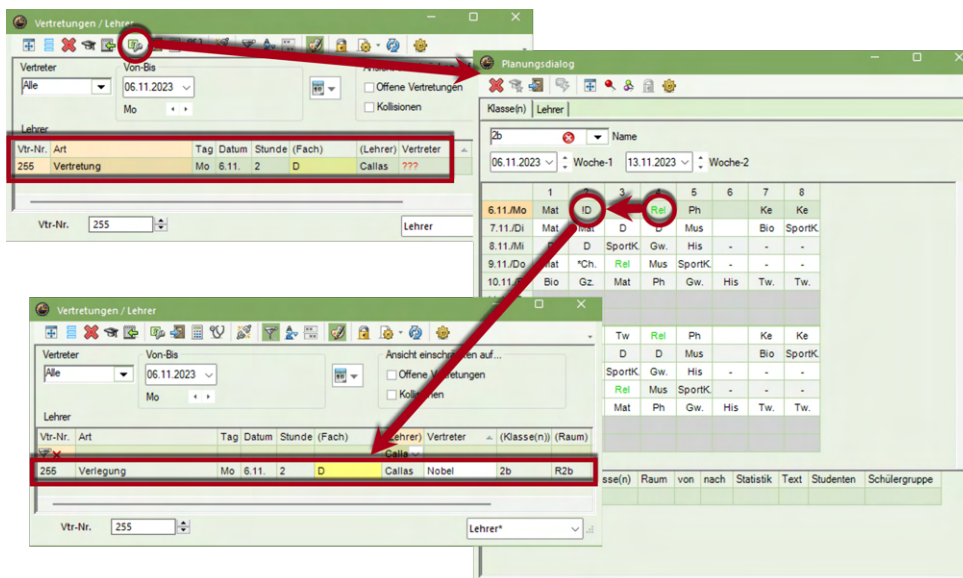 Vertretungen / Lehrer
Vertreter
Von-Bis
Alle
06.11.2023
Offene Vertretungen
Mo
Kollisionen
Lehrer
Vtr-Nr. Art Tag Datum Stunde (Fach) (Lehrer) Vertreter
255 Vertretung Mo 6.11. 2 D Callas ???
Vtr-Nr. 255 Lehrer
Planungsdialog
Klasse(n) Lehrer
2b Name
06.11.2023 Woche-1 13.11.2023 Woche-2
1 2 3 4 5 6 7 8
6.11./Mo Mat !D Rel Ph Ke Ke
7.11./Di Mat Mat D D Mus Bio SportK.
8.11./Mi D SportK. Gw. His - - -
9.11./Do Mat *Ch. Rel Mus SportK. - - -
Bio Gz. Mat Ph Gw. His Tw. Tw.
Tw Rel Ph Ke Ke
D D Mus Bio SportK.
SportK. Gw. His - - -
Rel Mus SportK. - - -
Mat Ph Gw. His Tw. Tw.
Raum von nach Statistik Text Studenten Schülergruppe
Vertretungen / Lehrer
Vertreter
Von-Bis
Ansicht einschränken auf...
Alle
06.11.2023
Offene Vertretungen
Mo
Kollisionen
Lehrer
Vtr-Nr. Art Tag Datum Stunde (Fach) (Lehrer) Vertreter (Klasse(n)) (Raum)
Calla
255 Verlegung Mo 6.11. 2 D Callas Nobel 2b R2b
Vtr-Nr. 255 Lehrer*